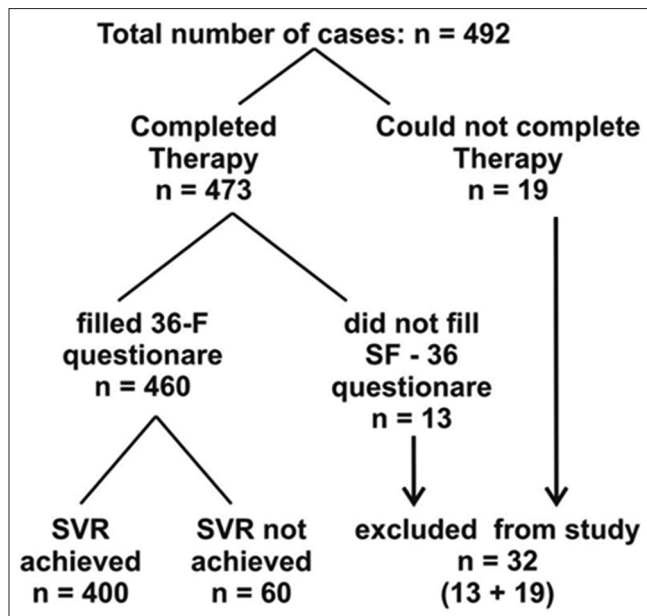 Total number of cases: n = 492
Completed
Therapy
n = 473
Could not complete
Therapy
n = 19
filled 36-F
questionare
n = 460
did not fill
SF - 36
questionare
n = 13
SVR
achieved
n = 400
SVR not
achieved
n = 60
excluded from study
n = 32
(13 + 19)